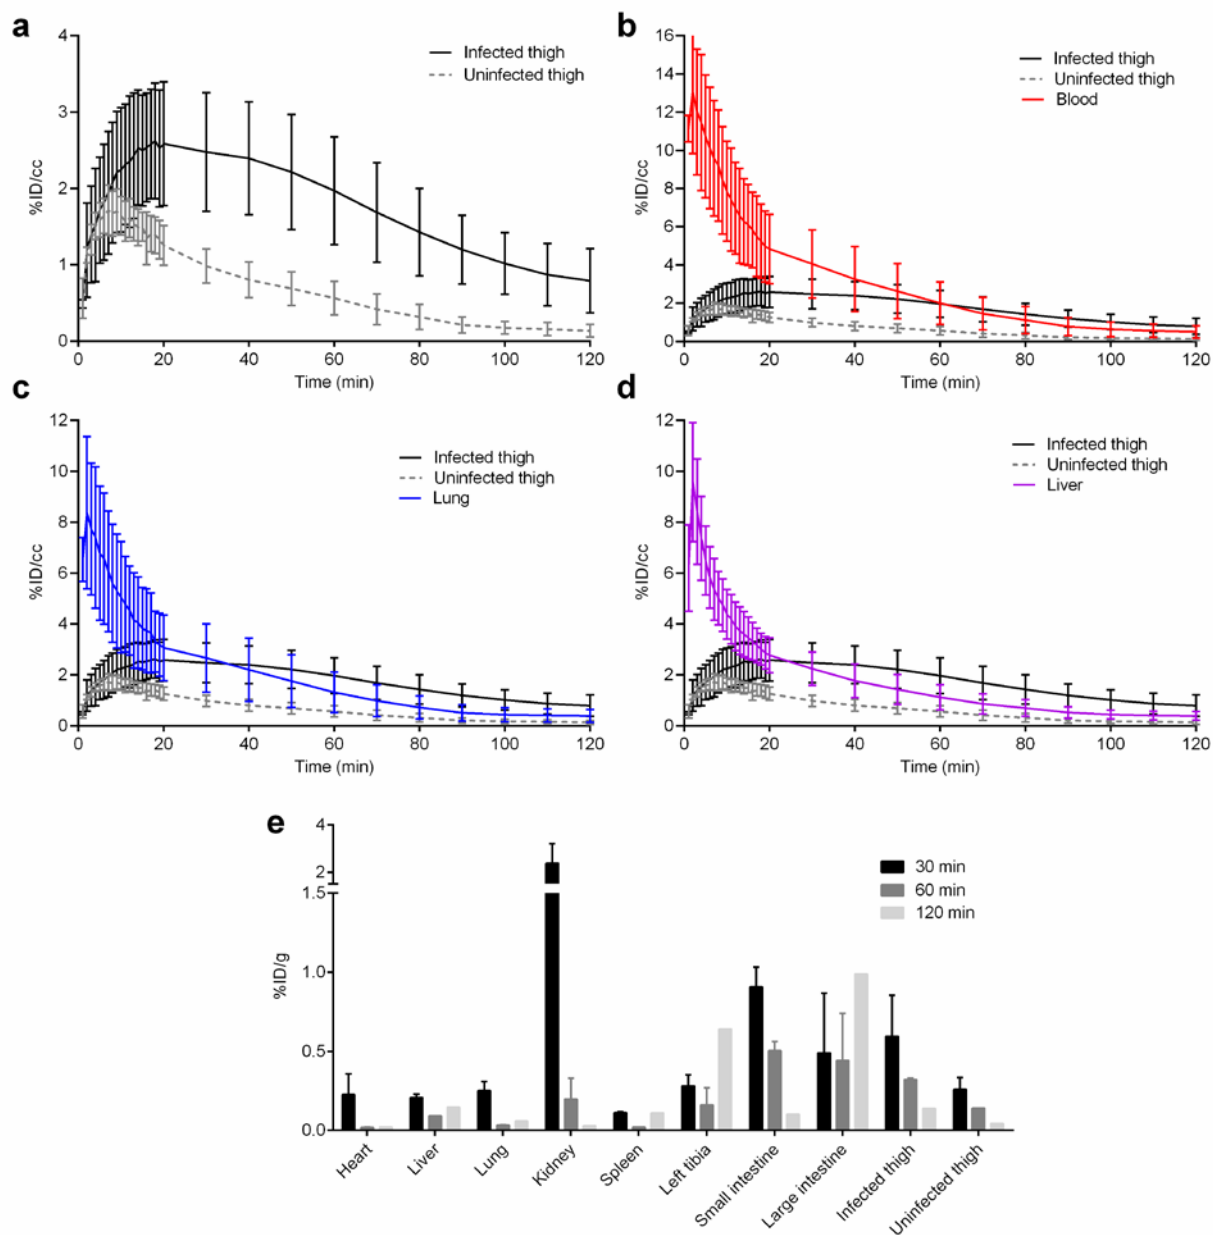 a
4
3
2
1
0
%ID/cc
Infected thigh
Uninfected thigh
0 20 40 60 80 100 120
Time (min)
b
16
14
12
10
8
6
4
2
0
%ID/cc
Infected thigh
Uninfected thigh
Blood
0 20 40 60 80 100 120
Time (min)
c
12
10
8
6
4
2
0
%ID/cc
Infected thigh
Uninfected thigh
Lung
0 20 40 60 80 100 120
Time (min)
d
12
10
8
6
4
2
0
%ID/cc
Infected thigh
Uninfected thigh
Liver
0 20 40 60 80 100 120
Time (min)
e
4
2
1.5
1.0
0.5
0.0
%ID/g
30 min
60 min
120 min
Heart
Liver
Lung
Kidney
Spleen
Left tibia
Small intestine
Large intestine
Infected thigh
Uninfected thigh